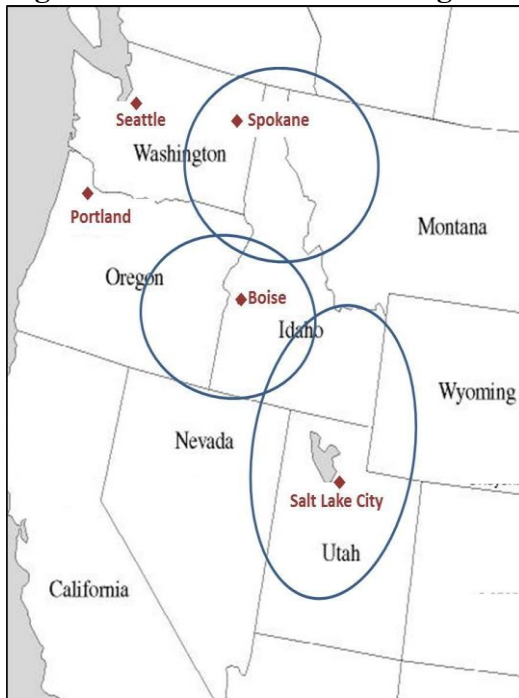 Seattle
Spokane
Washington
Portland
Montana
Oregon
Boise
Idaho
Wyoming
Nevada
Salt Lake City
Utah
California